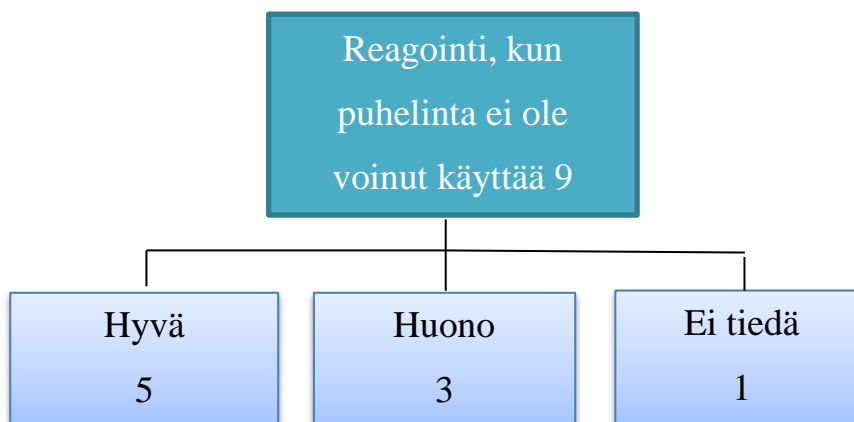 Reagointi, kun
puhelinta ei ole
voinut käyttää 9
Hyvä
5
Huono
3
Ei tiedä
1